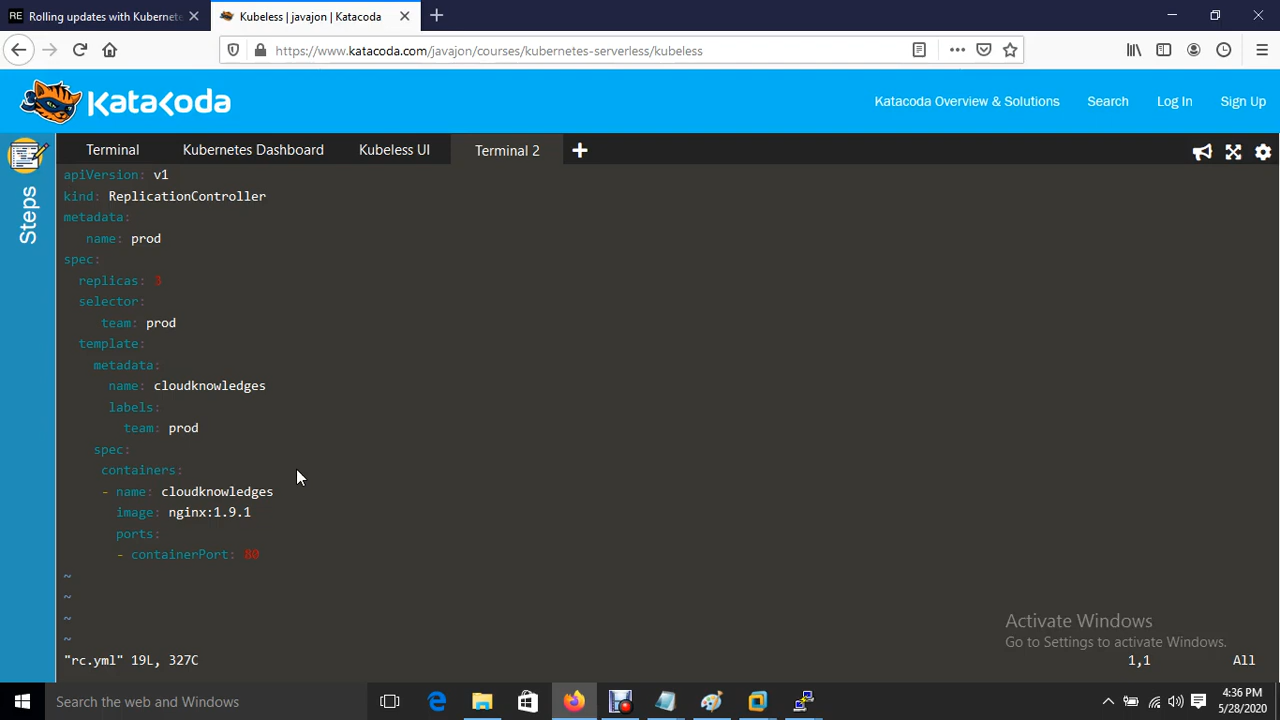 Rolling updates with Kubernete
Kubeless | javajon | Katacoda
https://www.katacoda.com/javajon/courses/kubernetes-serverless/kubeless
KATACODA
Katacoda Overview & Solutions
Search
Log In
Sign Up
Steps
Terminal
Kubernetes Dashboard
Kubeless UI
Terminal 2
apiVersion: v1
kind: ReplicationController
metadata:
   name: prod
spec:
  replicas: 3
  selector:
     team: prod
  template:
    metadata:
      name: cloudknowledges
      labels:
        team: prod
    spec:
     containers:
     - name: cloudknowledges
       image: nginx:1.9.1
       ports:
       - containerPort: 80
~
~
~
~
"rc.yml" 19L, 327C
1,1
All
Activate Windows
Go to Settings to activate Windows.
Search the web and Windows
4:36 PM
5/28/2020